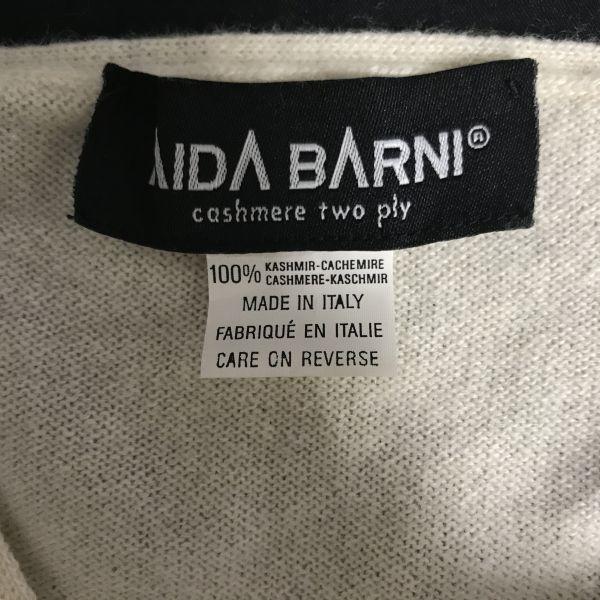 AIDA BARNI®
cashmere two ply
100% KASHMIR-CACHEMIRE
CASHMERE-KASCHMIR
MADE IN ITALY
FABRIQUÉ EN ITALIE
CARE ON REVERSE